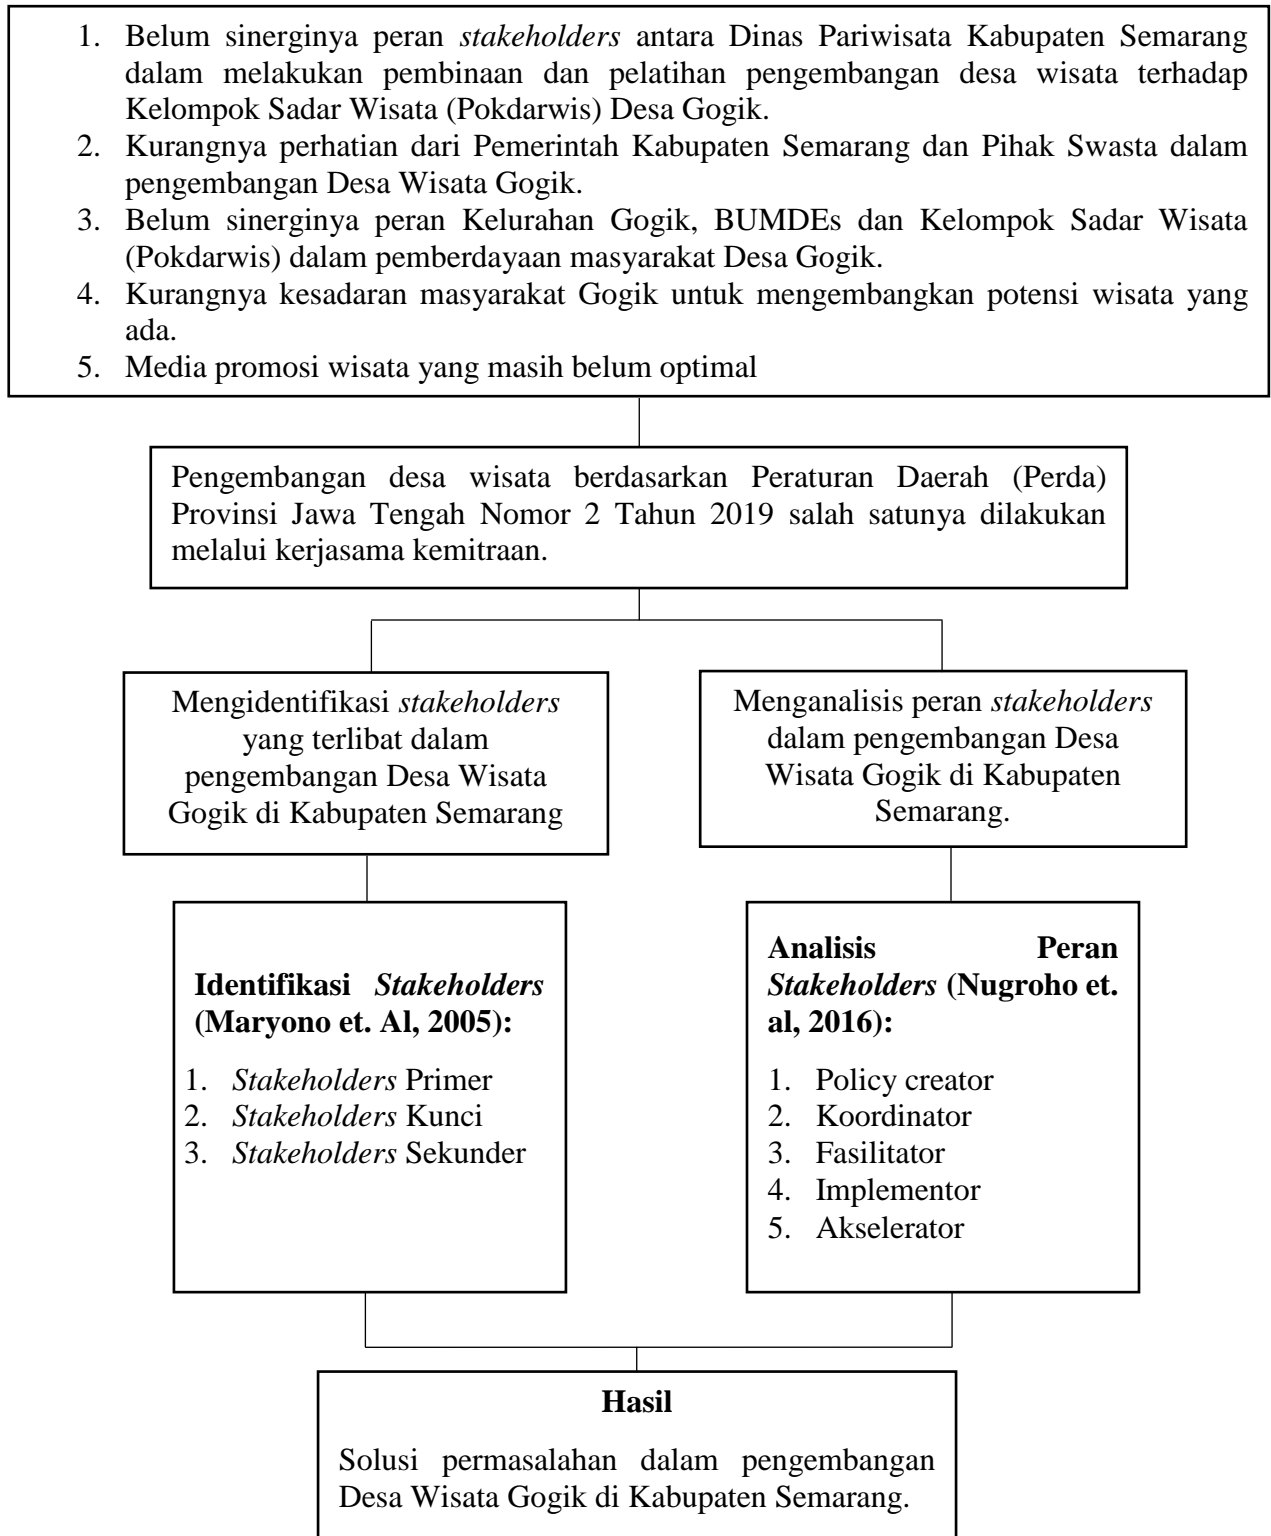 1. Belum sinerginya peran stakeholders antara Dinas Pariwisata Kabupaten Semarang
dalam melakukan pembinaan dan pelatihan pengembangan desa wisata terhadap
Kelompok Sadar Wisata (Pokdarwis) Desa Gogik.
2. Kurangnya perhatian dari Pemerintah Kabupaten Semarang dan Pihak Swasta dalam
pengembangan Desa Wisata Gogik.
3. Belum sinerginya peran Kelurahan Gogik, BUMDEs dan Kelompok Sadar Wisata
(Pokdarwis) dalam pemberdayaan masyarakat Desa Gogik.
4. Kurangnya kesadaran masyarakat Gogik untuk mengembangkan potensi wisata yang
ada.
5. Media promosi wisata yang masih belum optimal
Pengembangan desa wisata berdasarkan Peraturan Daerah (Perda)
Provinsi Jawa Tengah Nomor 2 Tahun 2019 salah satunya dilakukan
melalui kerjasama kemitraan.
Mengidentifikasi stakeholders
yang terlibat dalam
pengembangan Desa Wisata
Gogik di Kabupaten Semarang
Menganalisis peran stakeholders
dalam pengembangan Desa
Wisata Gogik di Kabupaten
Semarang.
Identifikasi Stakeholders
(Maryono et. Al, 2005):
1. Stakeholders Primer
2. Stakeholders Kunci
3. Stakeholders Sekunder
Analisis Peran
Stakeholders (Nugroho et.
al, 2016):
1. Policy creator
2. Koordinator
3. Fasilitator
4. Implementor
5. Akselerator
Hasil
Solusi permasalahan dalam pengembangan
Desa Wisata Gogik di Kabupaten Semarang.